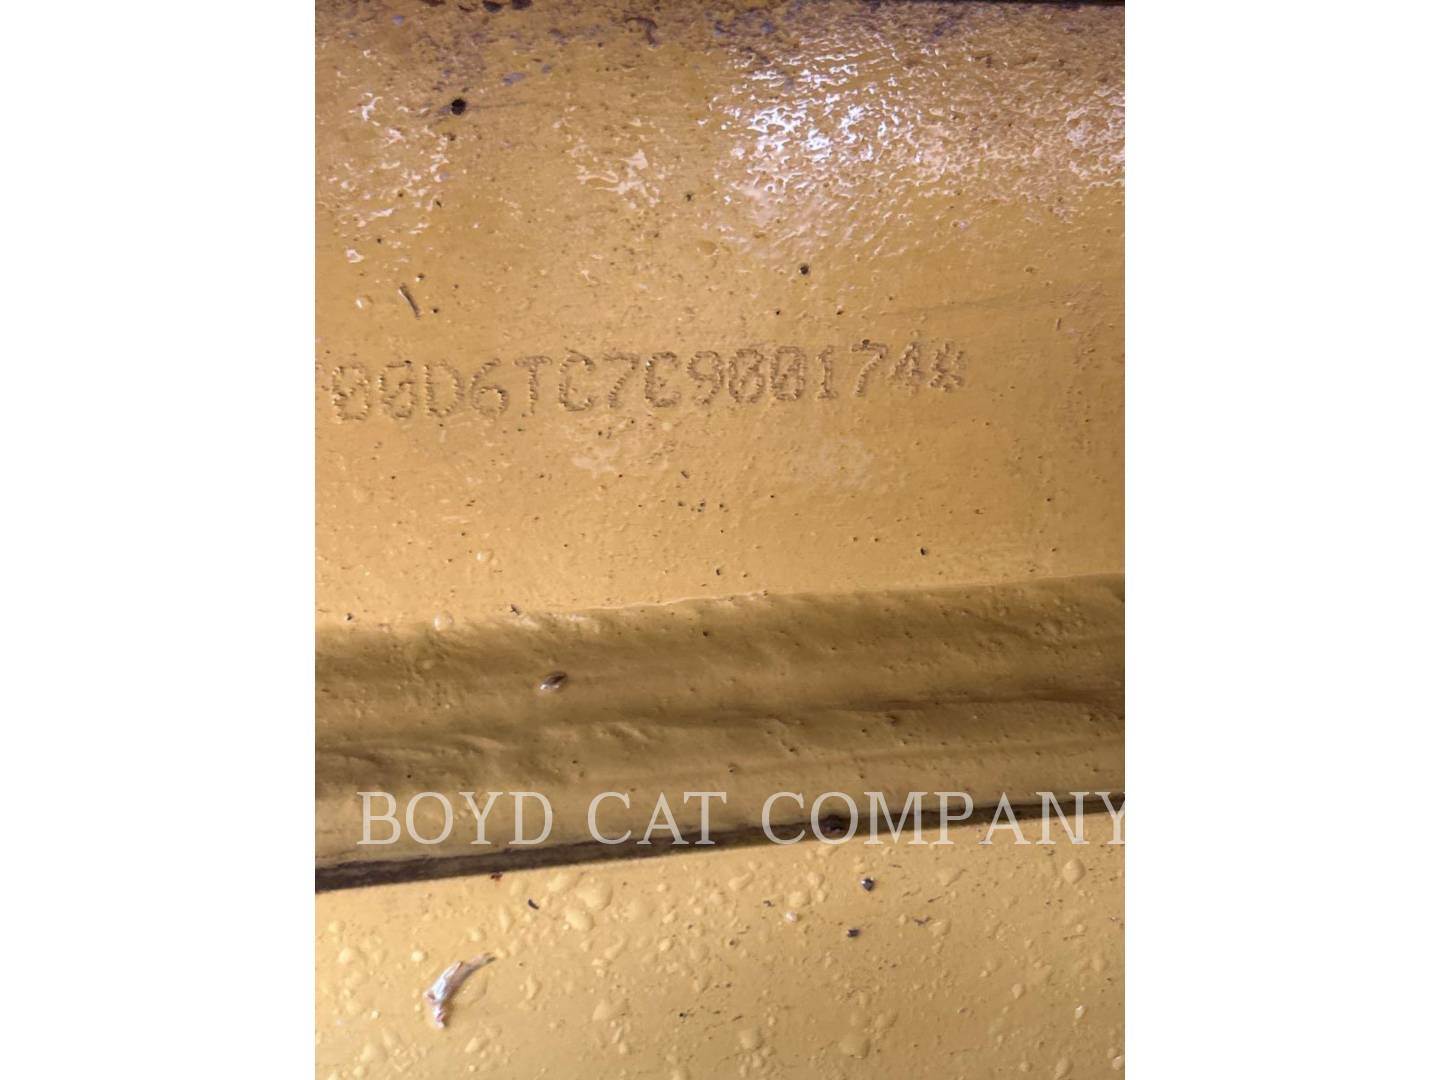 00D6TC7C900174*
BOYD CAT COMPANY